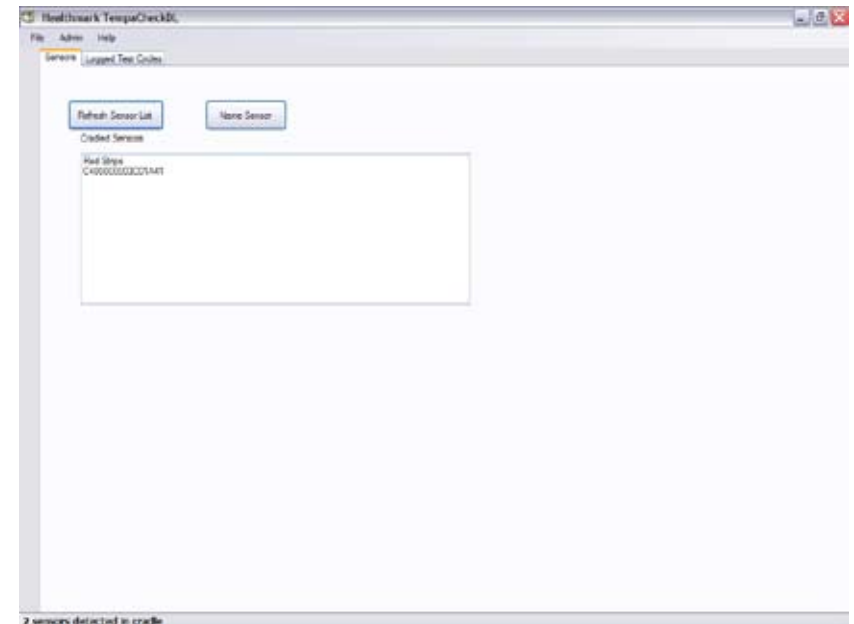 Healthmark TempaCheckDL
File Admin Help
Sensors Logged Test Cycles
Refresh Sensor List Name Sensor
Cradled Sensors
Red Stripe
2 sensors detected in cradle